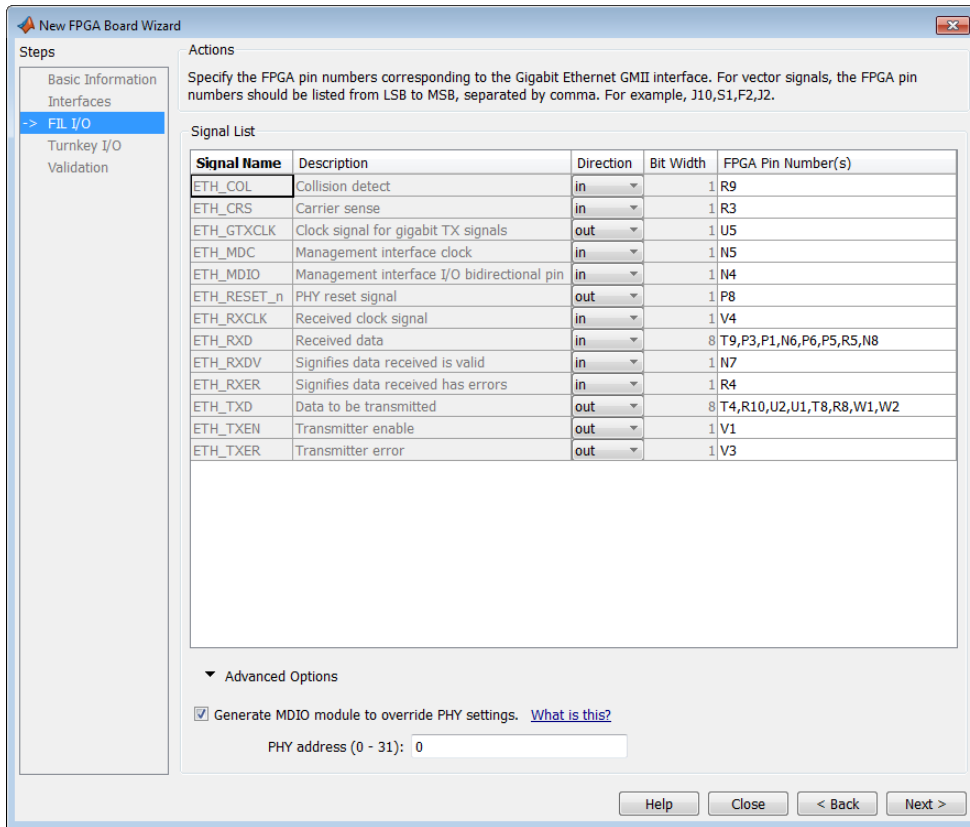 New FPGA Board Wizard
Steps
Basic Information
Interfaces
-> FIL I/O
Turnkey I/O
Validation
Actions
Specify the FPGA pin numbers corresponding to the Gigabit Ethernet GMII interface. For vector signals, the FPGA pin
numbers should be listed from LSB to MSB, separated by comma. For example, J10,S1,F2,J2.
Signal List
Signal Name Description Direction Bit Width FPGA Pin Number(s)
ETH_COL Collision detect in 1 R9
ETH_CRS Carrier sense in 1 R3
ETH_GTXCLK Clock signal for gigabit TX signals out 1 U5
ETH_MDC Management interface clock in 1 N5
ETH_MDIO Management interface I/O bidirectional pin in 1 N4
ETH_RESET_n PHY reset signal out 1 P8
ETH_RXCLK Received clock signal in 1 V4
ETH_RXD Received data in 8 T9,P3,P1,N6,P6,P5,R5,N8
ETH_RXDV Signifies data received is valid in 1 N7
ETH_RXER Signifies data received has errors in 1 R4
ETH_TXD Data to be transmitted out 8 T4,R10,U2,U1,T8,R8,W1,W2
ETH_TXEN Transmitter enable out 1 V1
ETH_TXER Transmitter error out 1 V3
Advanced Options
Generate MDIO module to override PHY settings. What is this?
PHY address (0 - 31): 0
Help Close < Back Next >